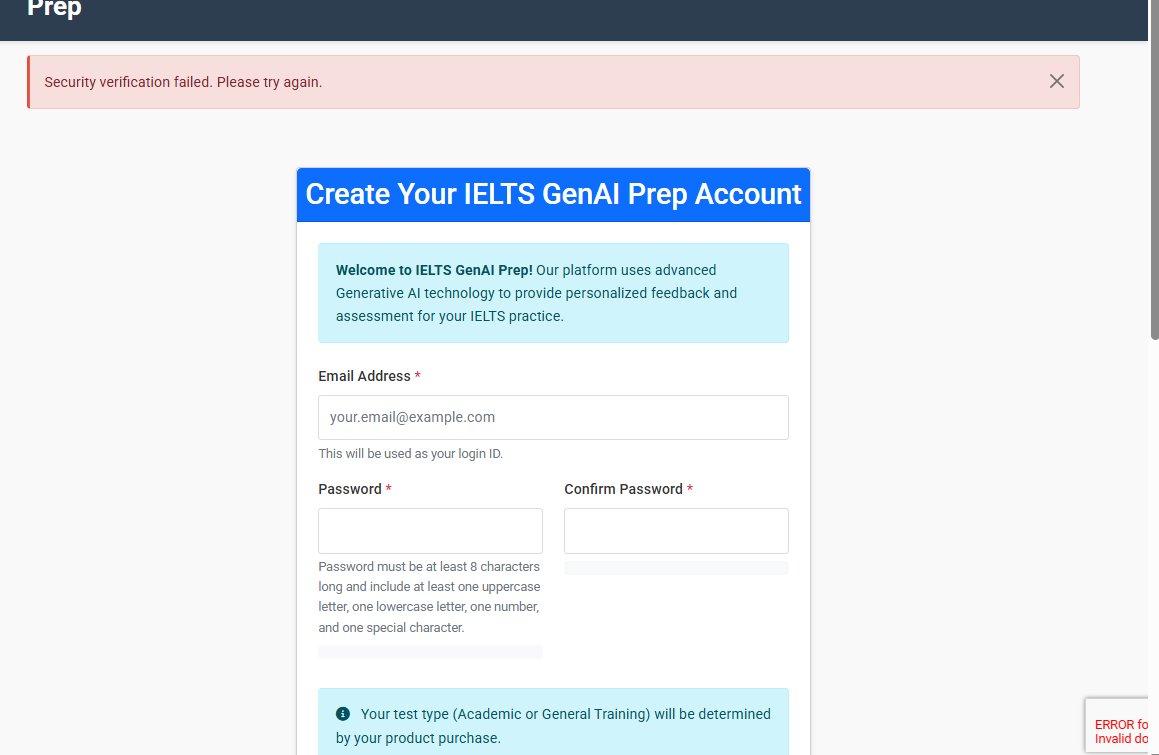 Prep
Security verification failed. Please try again.
Create Your IELTS GenAI Prep Account
Welcome to IELTS GenAI Prep! Our platform uses advanced
Generative AI technology to provide personalized feedback and
assessment for your IELTS practice.
Email Address *
your.email@example.com
This will be used as your login ID.
Password *
Confirm Password *
Password must be at least 8 characters
long and include at least one uppercase
letter, one lowercase letter, one number,
and one special character.
Your test type (Academic or General Training) will be determined
by your product purchase.
ERROR fo
Invalid do